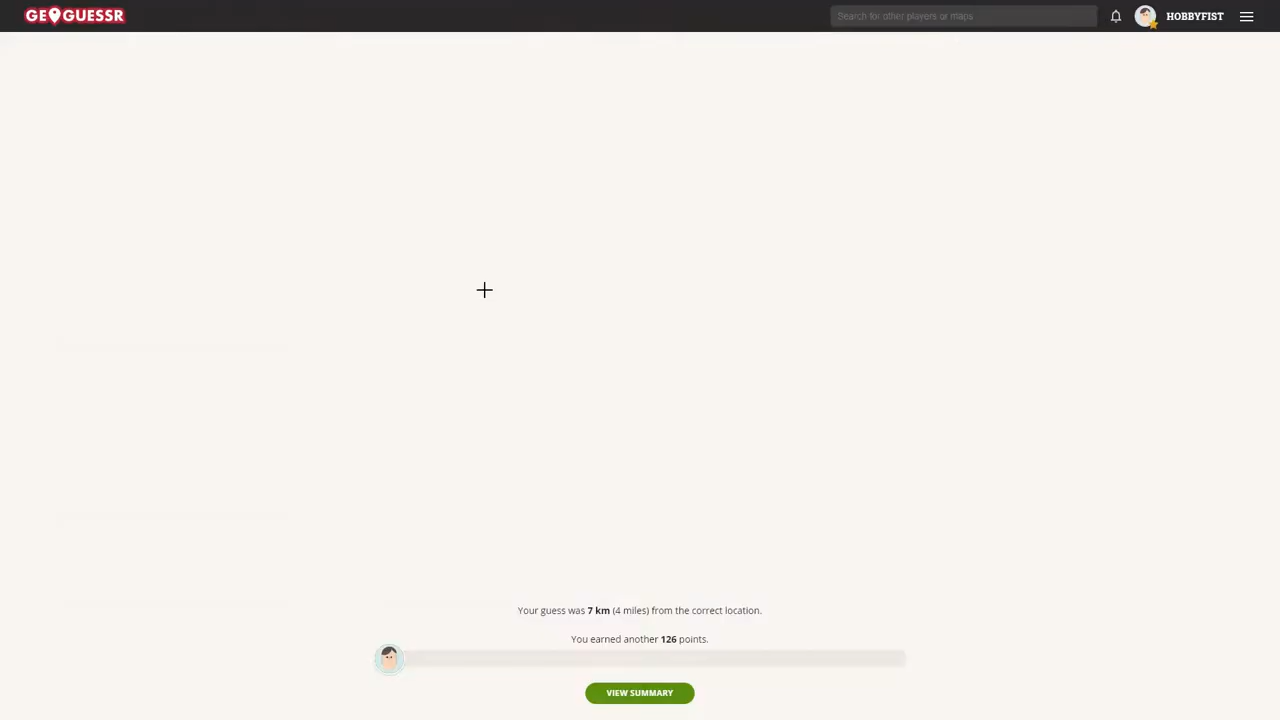 GEOGUESSR
Search for other players or maps
HOBBYFIST
Your guess was 7 km (4 miles) from the correct location.
You earned another 126 points.
VIEW SUMMARY